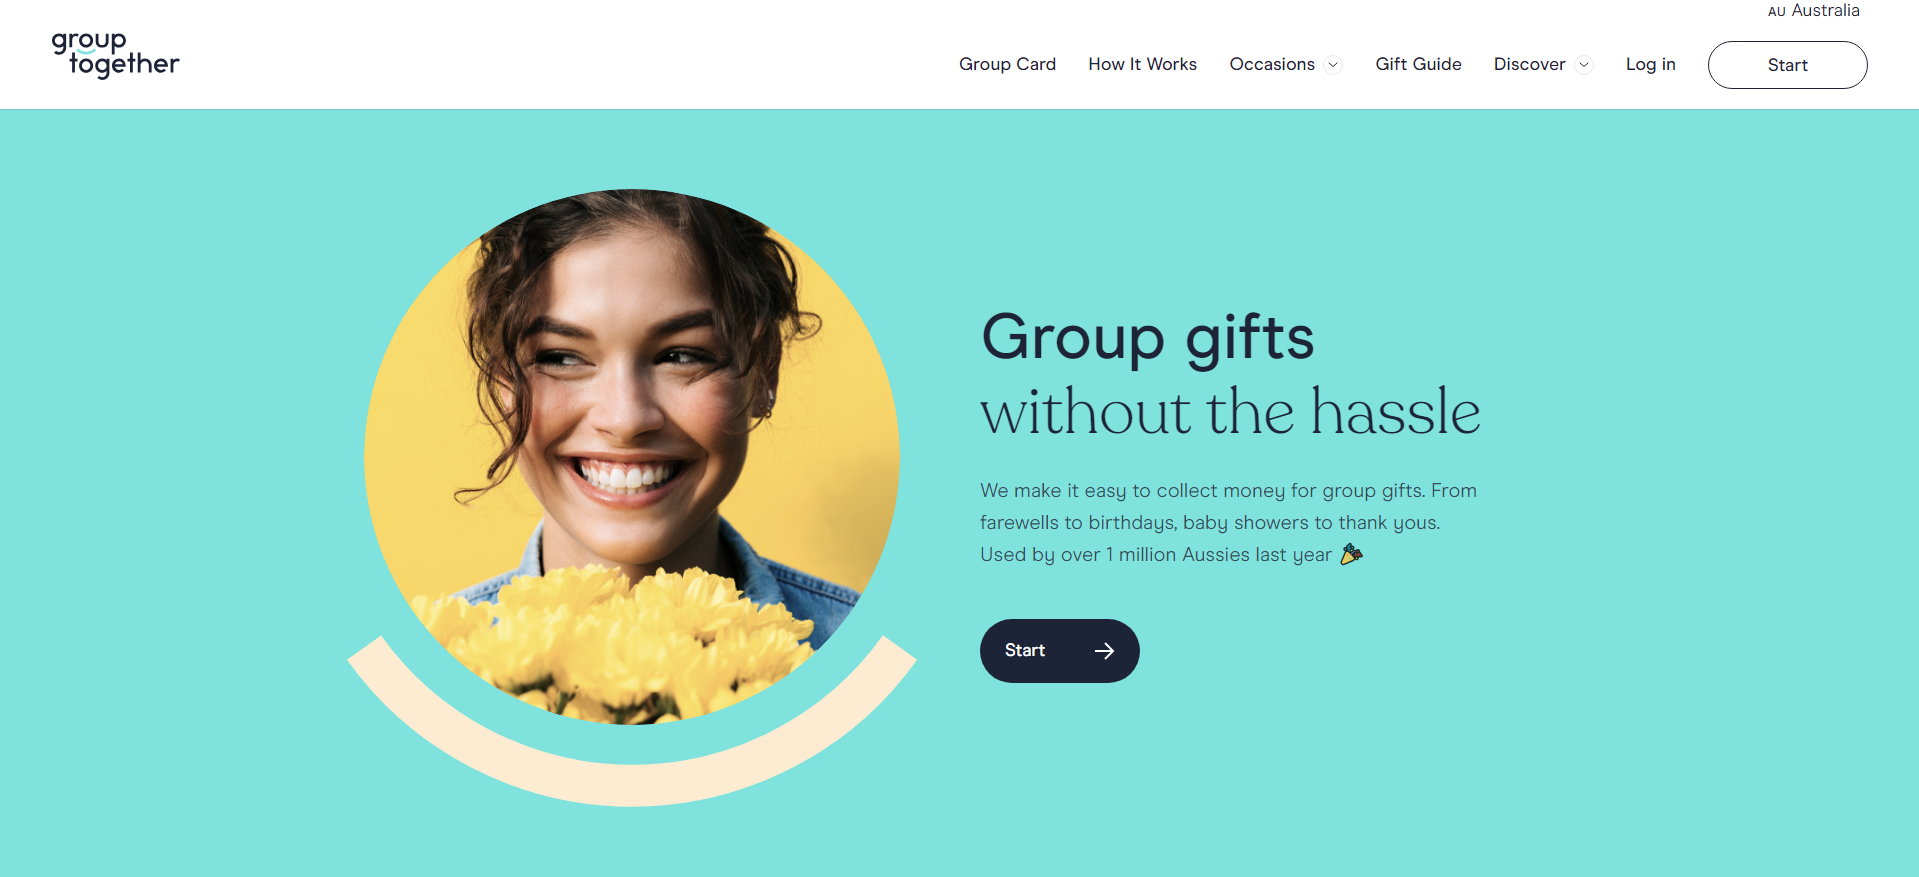 AU Australia
group
together
Group Card
How It Works
Occasions
Gift Guide
Discover
Log in
Start
Group gifts
without the hassle
We make it easy to collect money for group gifts. From
farewells to birthdays, baby showers to thank yous.
Used by over 1 million Aussies last year 🎉
Start